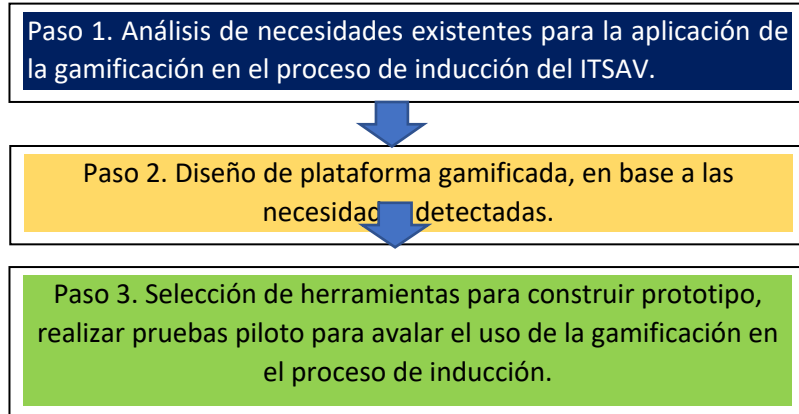 Paso 1. Análisis de necesidades existentes para la aplicación de
la gamificación en el proceso de inducción del ITSAV.
Paso 2. Diseño de plataforma gamificada, en base a las
necesidades detectadas.
Paso 3. Selección de herramientas para construir prototipo,
realizar pruebas piloto para avalar el uso de la gamificación en
el proceso de inducción.